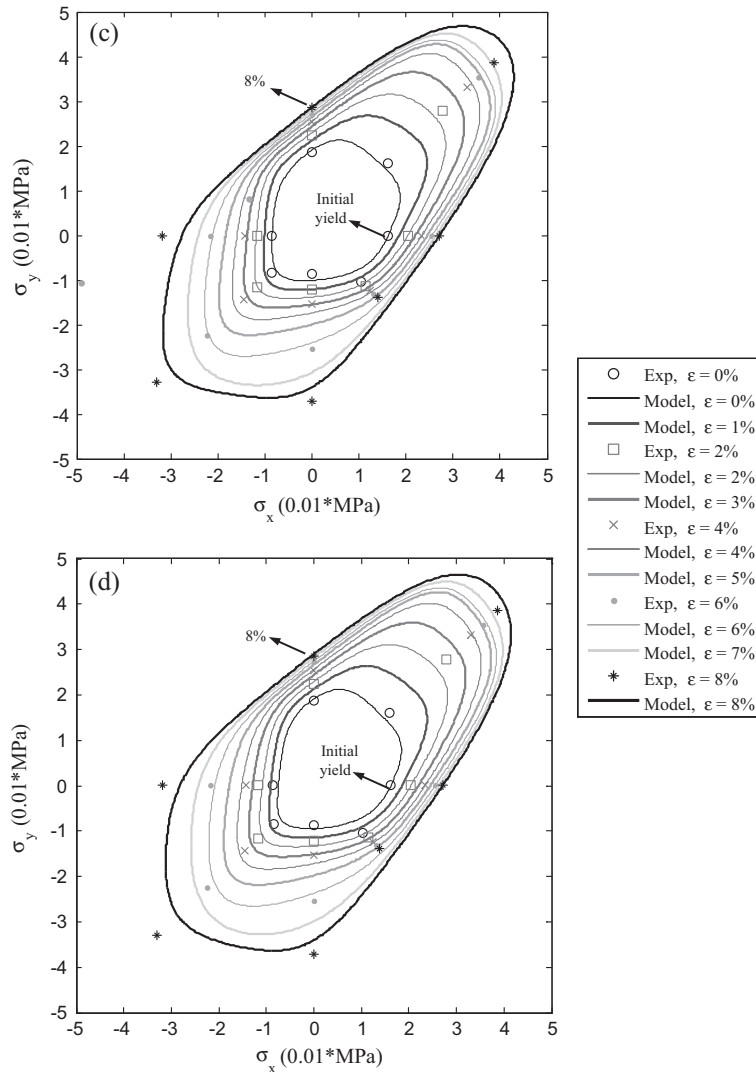 (c)
8%
Initial
yield
5
4
3
2
1
0
-1
-2
-3
-4
-5
σy (0.01*MPa)
-5 -4 -3 -2 -1 0 1 2 3 4 5
σx (0.01*MPa)
Exp, ε = 0%
Model, ε = 0%
Model, ε = 1%
Exp, ε = 2%
Model, ε = 2%
Model, ε = 3%
Exp, ε = 4%
Model, ε = 4%
Model, ε = 5%
Exp, ε = 6%
Model, ε = 6%
Model, ε = 7%
Exp, ε = 8%
Model, ε = 8%
(d)
8%
Initial
yield
5
4
3
2
1
0
-1
-2
-3
-4
-5
σy (0.01*MPa)
-5 -4 -3 -2 -1 0 1 2 3 4 5
σx (0.01*MPa)